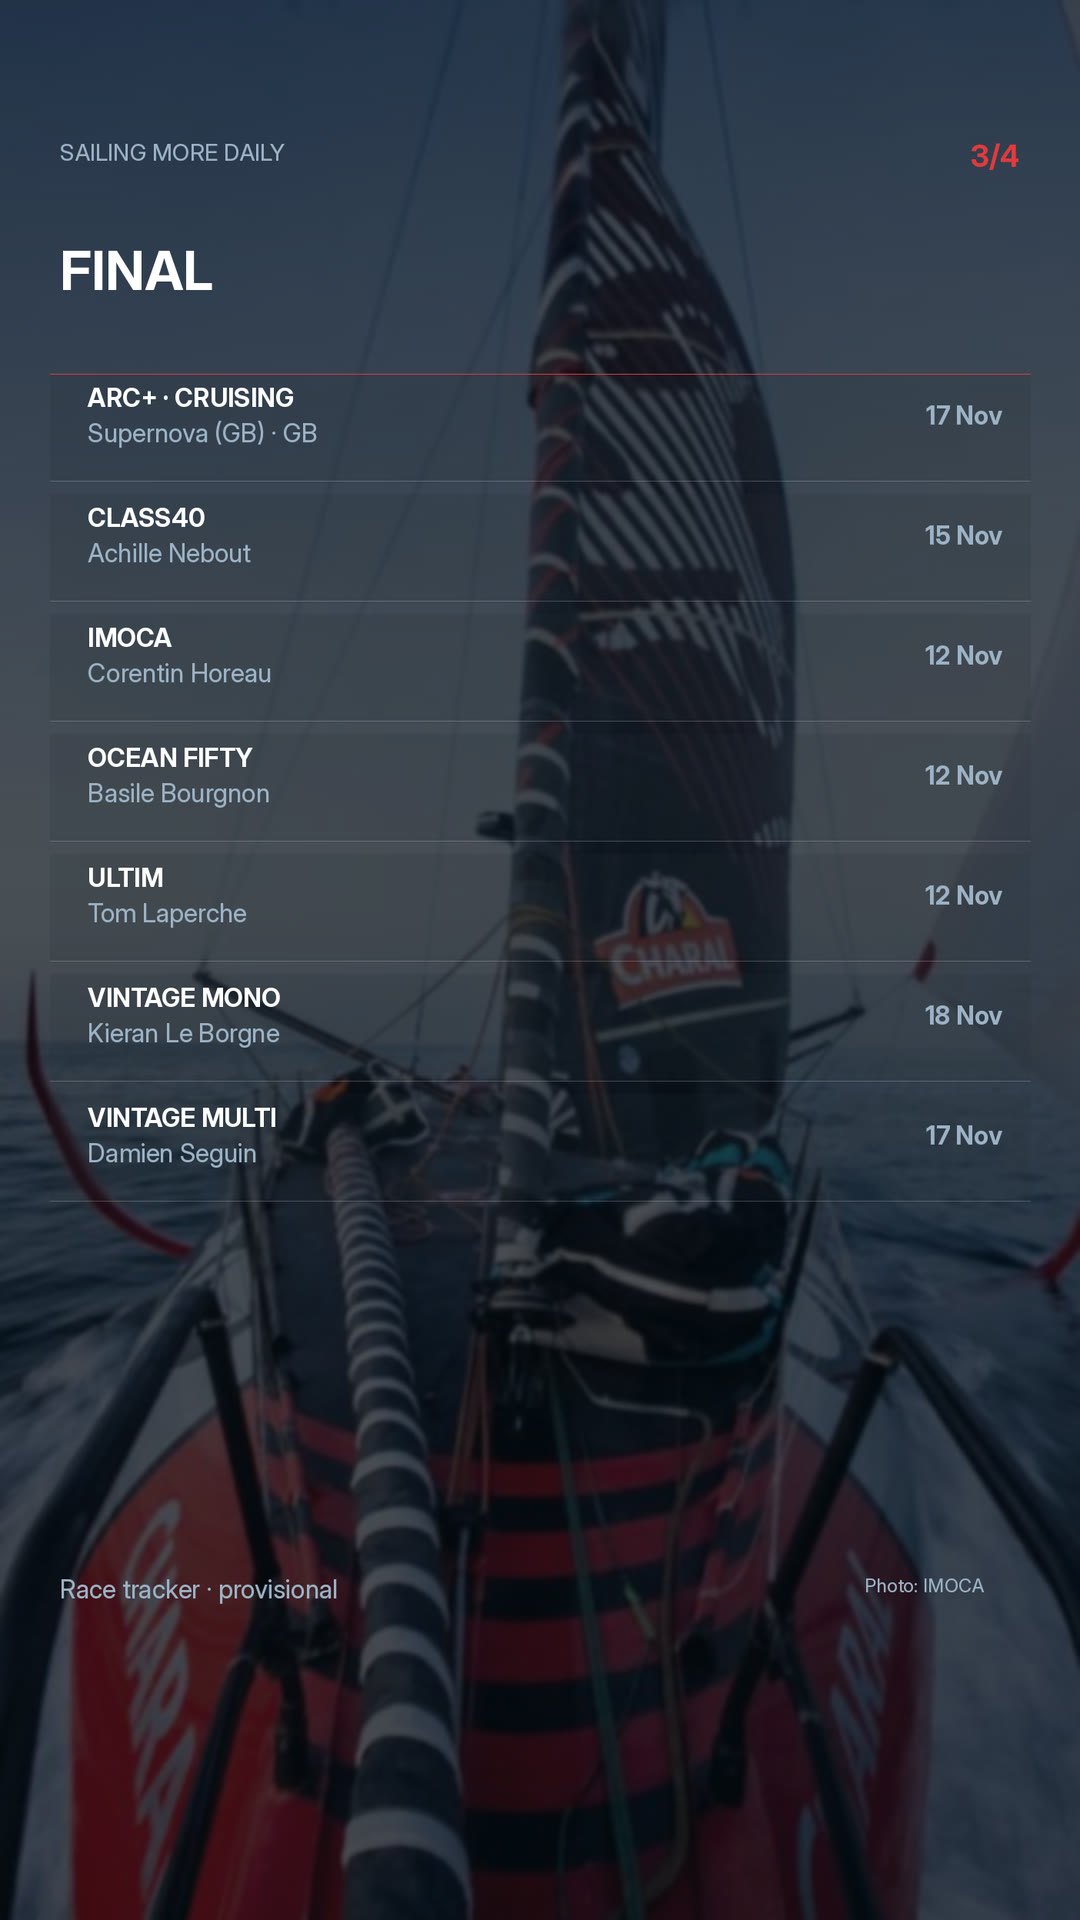 SAILING MORE DAILY
3/4
FINAL
ARC+ · CRUISING
Supernova (GB) · GB
17 Nov
CLASS40
Achille Nebout
15 Nov
IMOCA
Corentin Horeau
12 Nov
OCEAN FIFTY
Basile Bourgnon
12 Nov
ULTIM
Tom Laperche
12 Nov
CHARAL
VINTAGE MONO
Kieran Le Borgne
18 Nov
VINTAGE MULTI
Damien Seguin
17 Nov
Race tracker · provisional
Photo: IMOCA